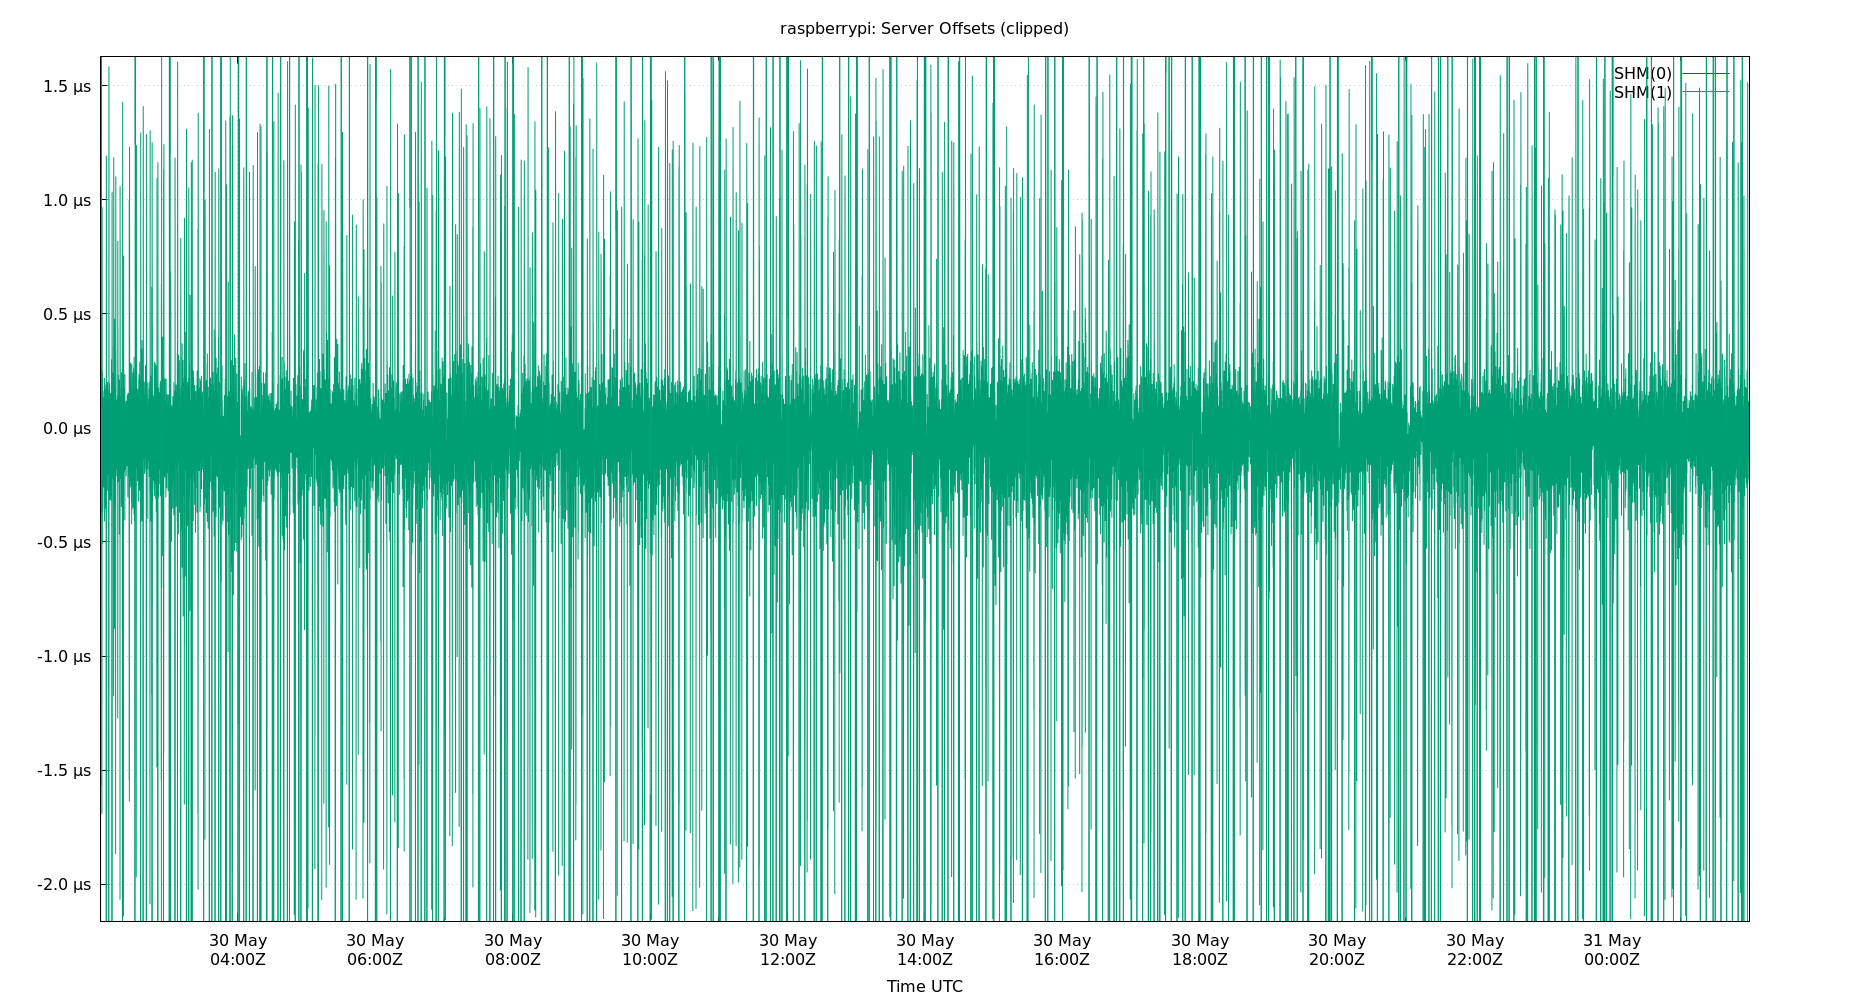 raspberrypi: Server Offsets (clipped)
SHM(0)
SHM(1)
1.5 µs
1.0 µs
0.5 µs
0.0 µs
-0.5 µs
-1.0 µs
-1.5 µs
-2.0 µs
30 May 30 May 30 May 30 May 30 May 30 May 30 May 30 May 30 May 30 May 31 May
04:00Z 06:00Z 08:00Z 10:00Z 12:00Z 14:00Z 16:00Z 18:00Z 20:00Z 22:00Z 00:00Z
Time UTC